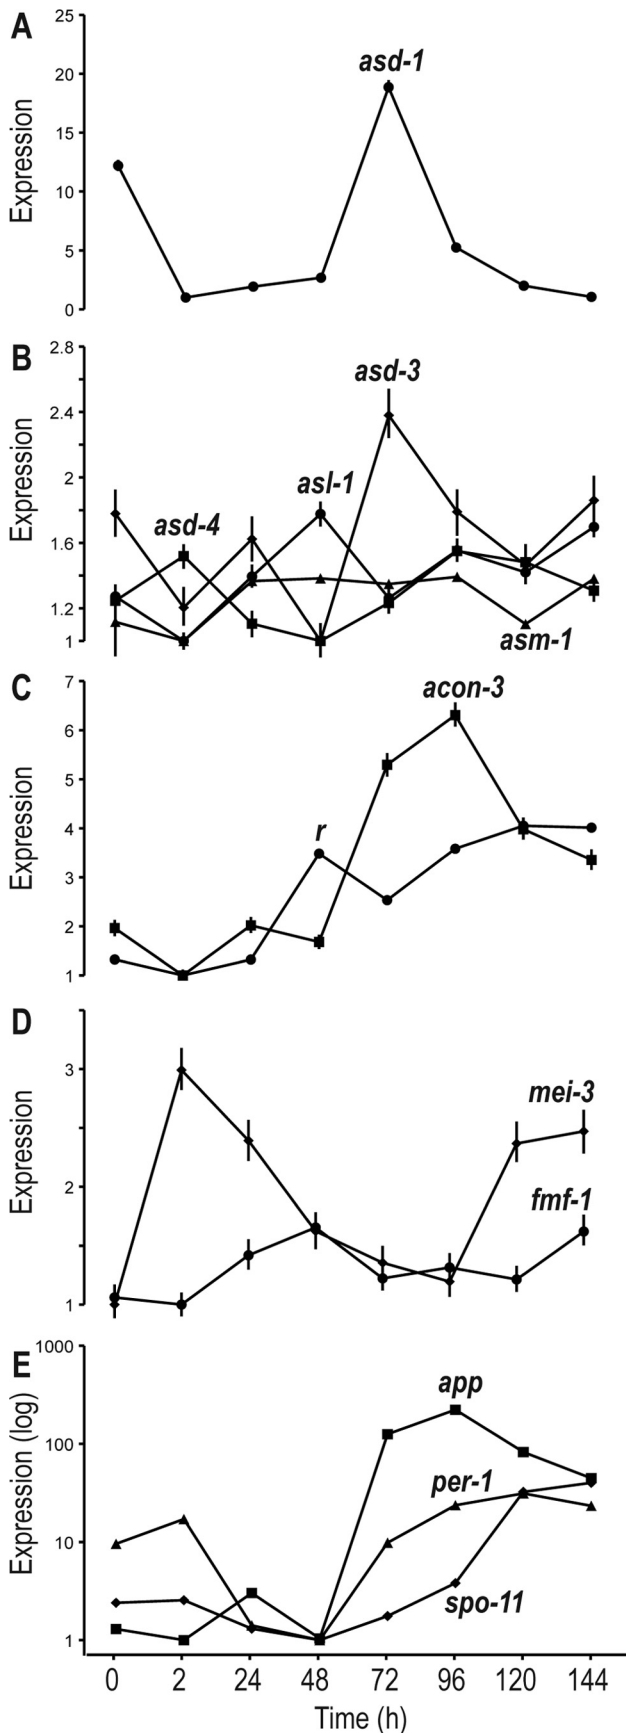 A
25
20
15
10
5
0
Expression
asd-1
B
2.8
2.4
2
1.6
1.2
1
Expression
asd-3
asl-1
asd-4
asm-1
C
7
6
5
4
3
2
1
Expression
acon-3
r
D
3
2
1
Expression
mei-3
fmf-1
E
1000
100
10
1
Expression (log)
app
per-1
spo-11
0 2 24 48 72 96 120 144
Time (h)